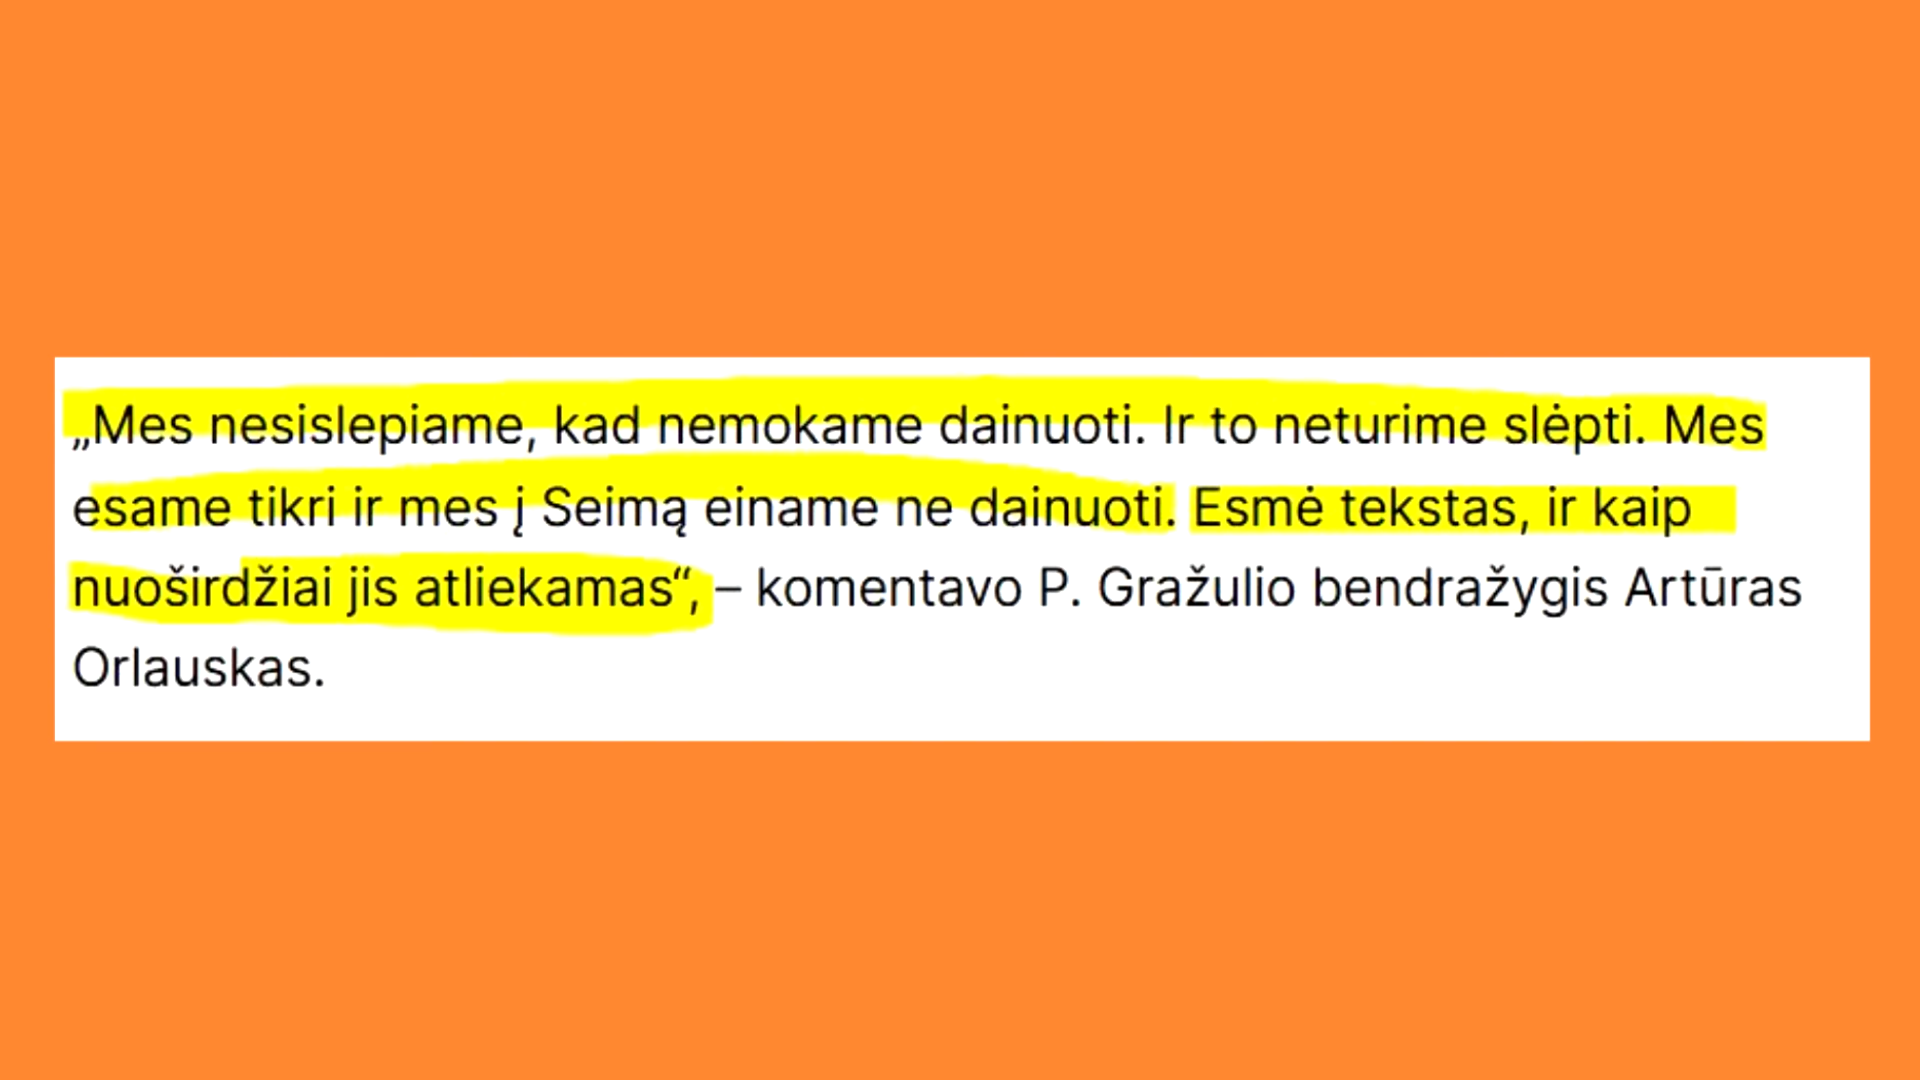 „Mes nesislepiame, kad nemokame dainuoti. Ir to neturime slėpti. Mes
esame tikri ir mes į Seimą einame ne dainuoti. Esmė tekstas, ir kaip
nuoširdžiai jis atliekamas“, – komentavo P. Gražulio bendražygis Artūras
Orlauskas.